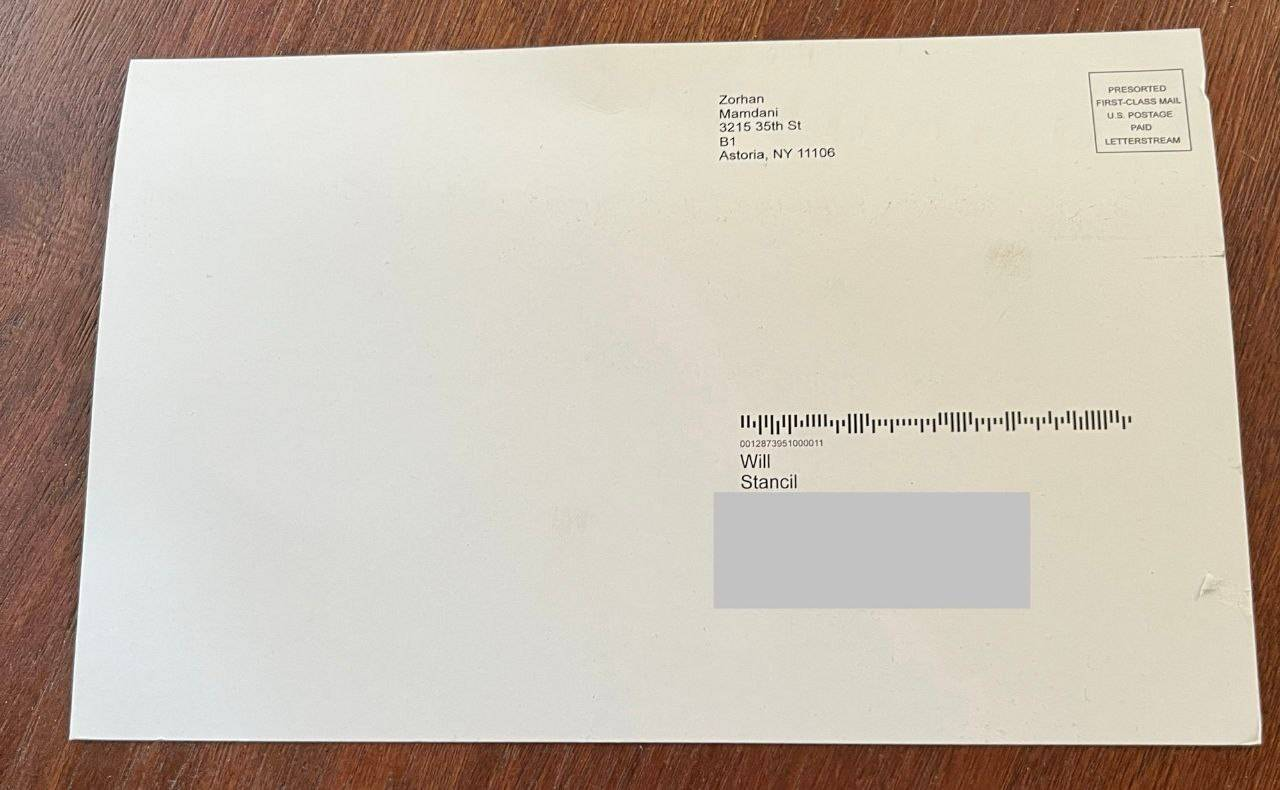 Zorhan
Mamdani
3215 35th St
B1
Astoria, NY 11106
PRESORTED
FIRST-CLASS MAIL
U.S. POSTAGE
PAID
LETTERSTREAM
0012873951000011
Will
Stancil